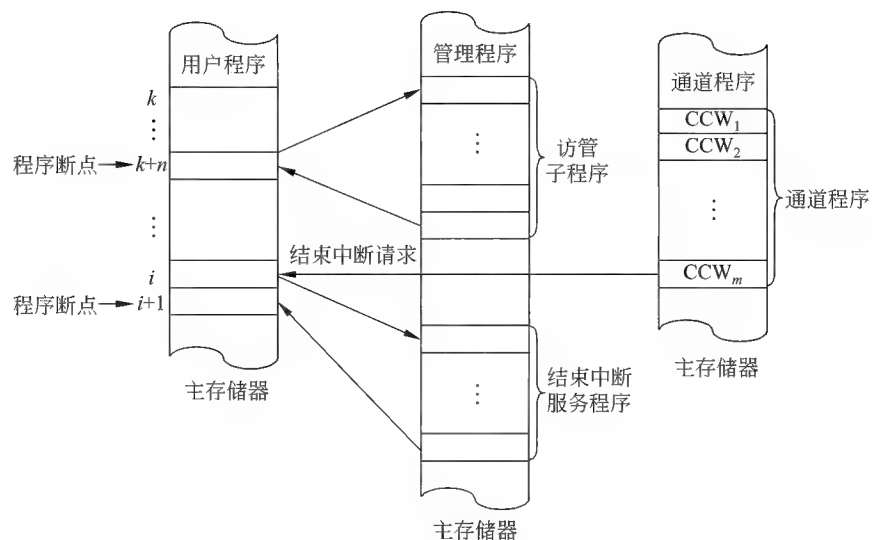 用户程序
k
⋮
程序断点
k+n
⋮
i
程序断点
i+1
主存储器
管理程序
⋮
访管
子程序
结束中断请求
⋮
结束中断
服务程序
主存储器
通道程序
CCW₁
CCW₂
⋮
CCWₘ
通道程序
主存储器